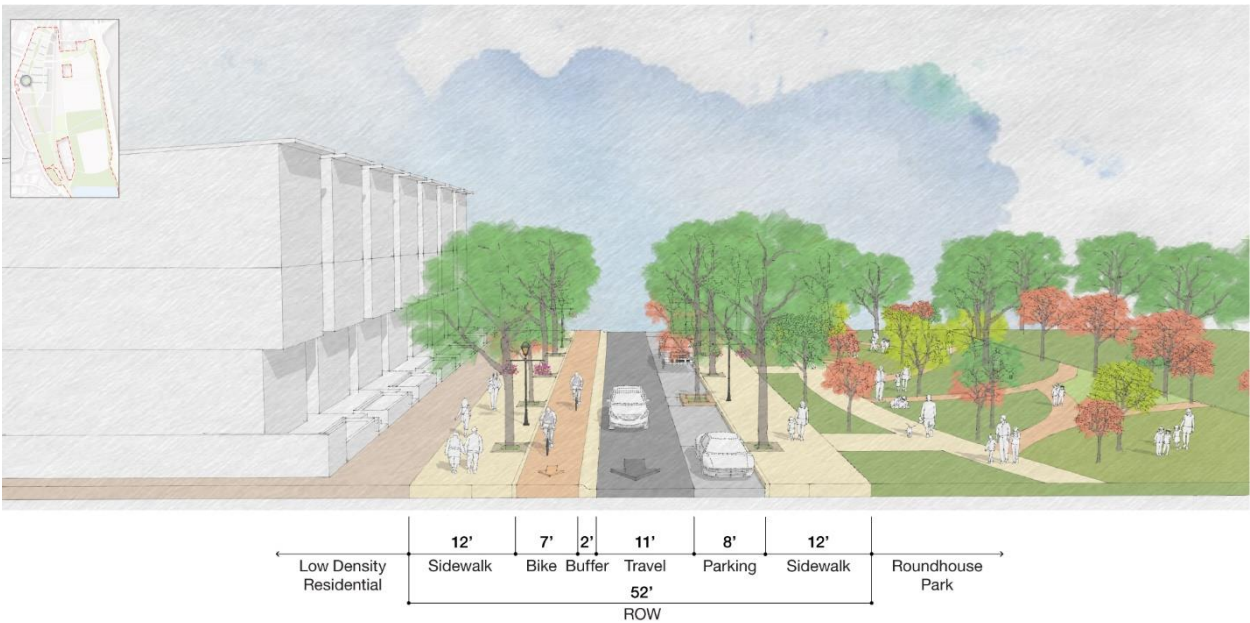 12' 7' 2' 11' 8' 12'
Low Density Residential Sidewalk Bike Buffer Travel Parking Sidewalk Roundhouse Park
52'
ROW